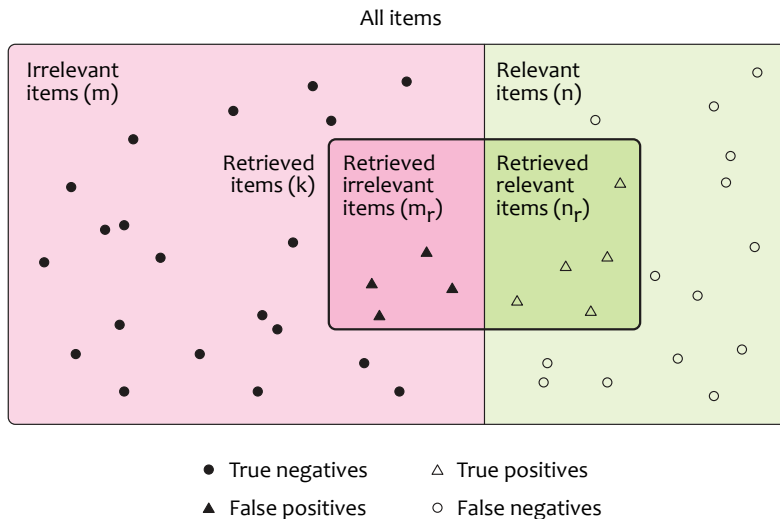 All items
Irrelevant
items (m)
Relevant
items (n)
Retrieved
items (k)
Retrieved
irrelevant
items (mr)
Retrieved
relevant
items (nr)
True negatives
True positives
False positives
False negatives